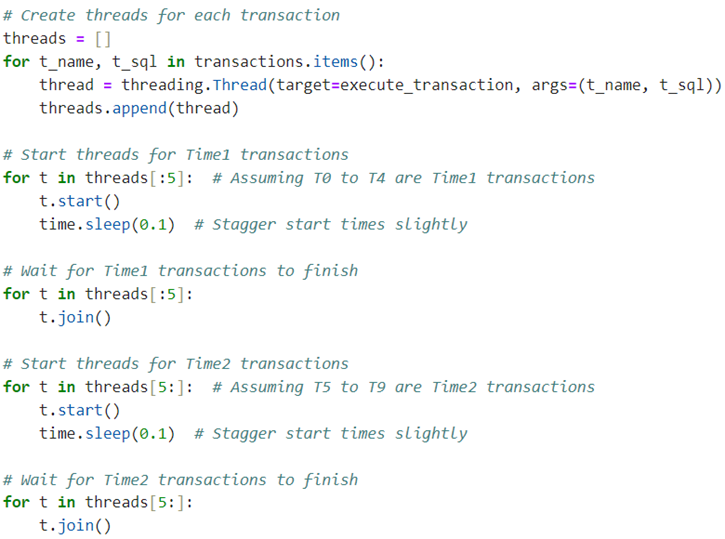 # Create threads for each transaction
threads = []
for t_name, t_sql in transactions.items():
    thread = threading.Thread(target=execute_transaction, args=(t_name, t_sql))
    threads.append(thread)

# Start threads for Time1 transactions
for t in threads[:5]:  # Assuming T0 to T4 are Time1 transactions
    t.start()
    time.sleep(0.1)  # Stagger start times slightly

# Wait for Time1 transactions to finish
for t in threads[:5]:
    t.join()

# Start threads for Time2 transactions
for t in threads[5:]:  # Assuming T5 to T9 are Time2 transactions
    t.start()
    time.sleep(0.1)  # Stagger start times slightly

# Wait for Time2 transactions to finish
for t in threads[5:]:
    t.join()